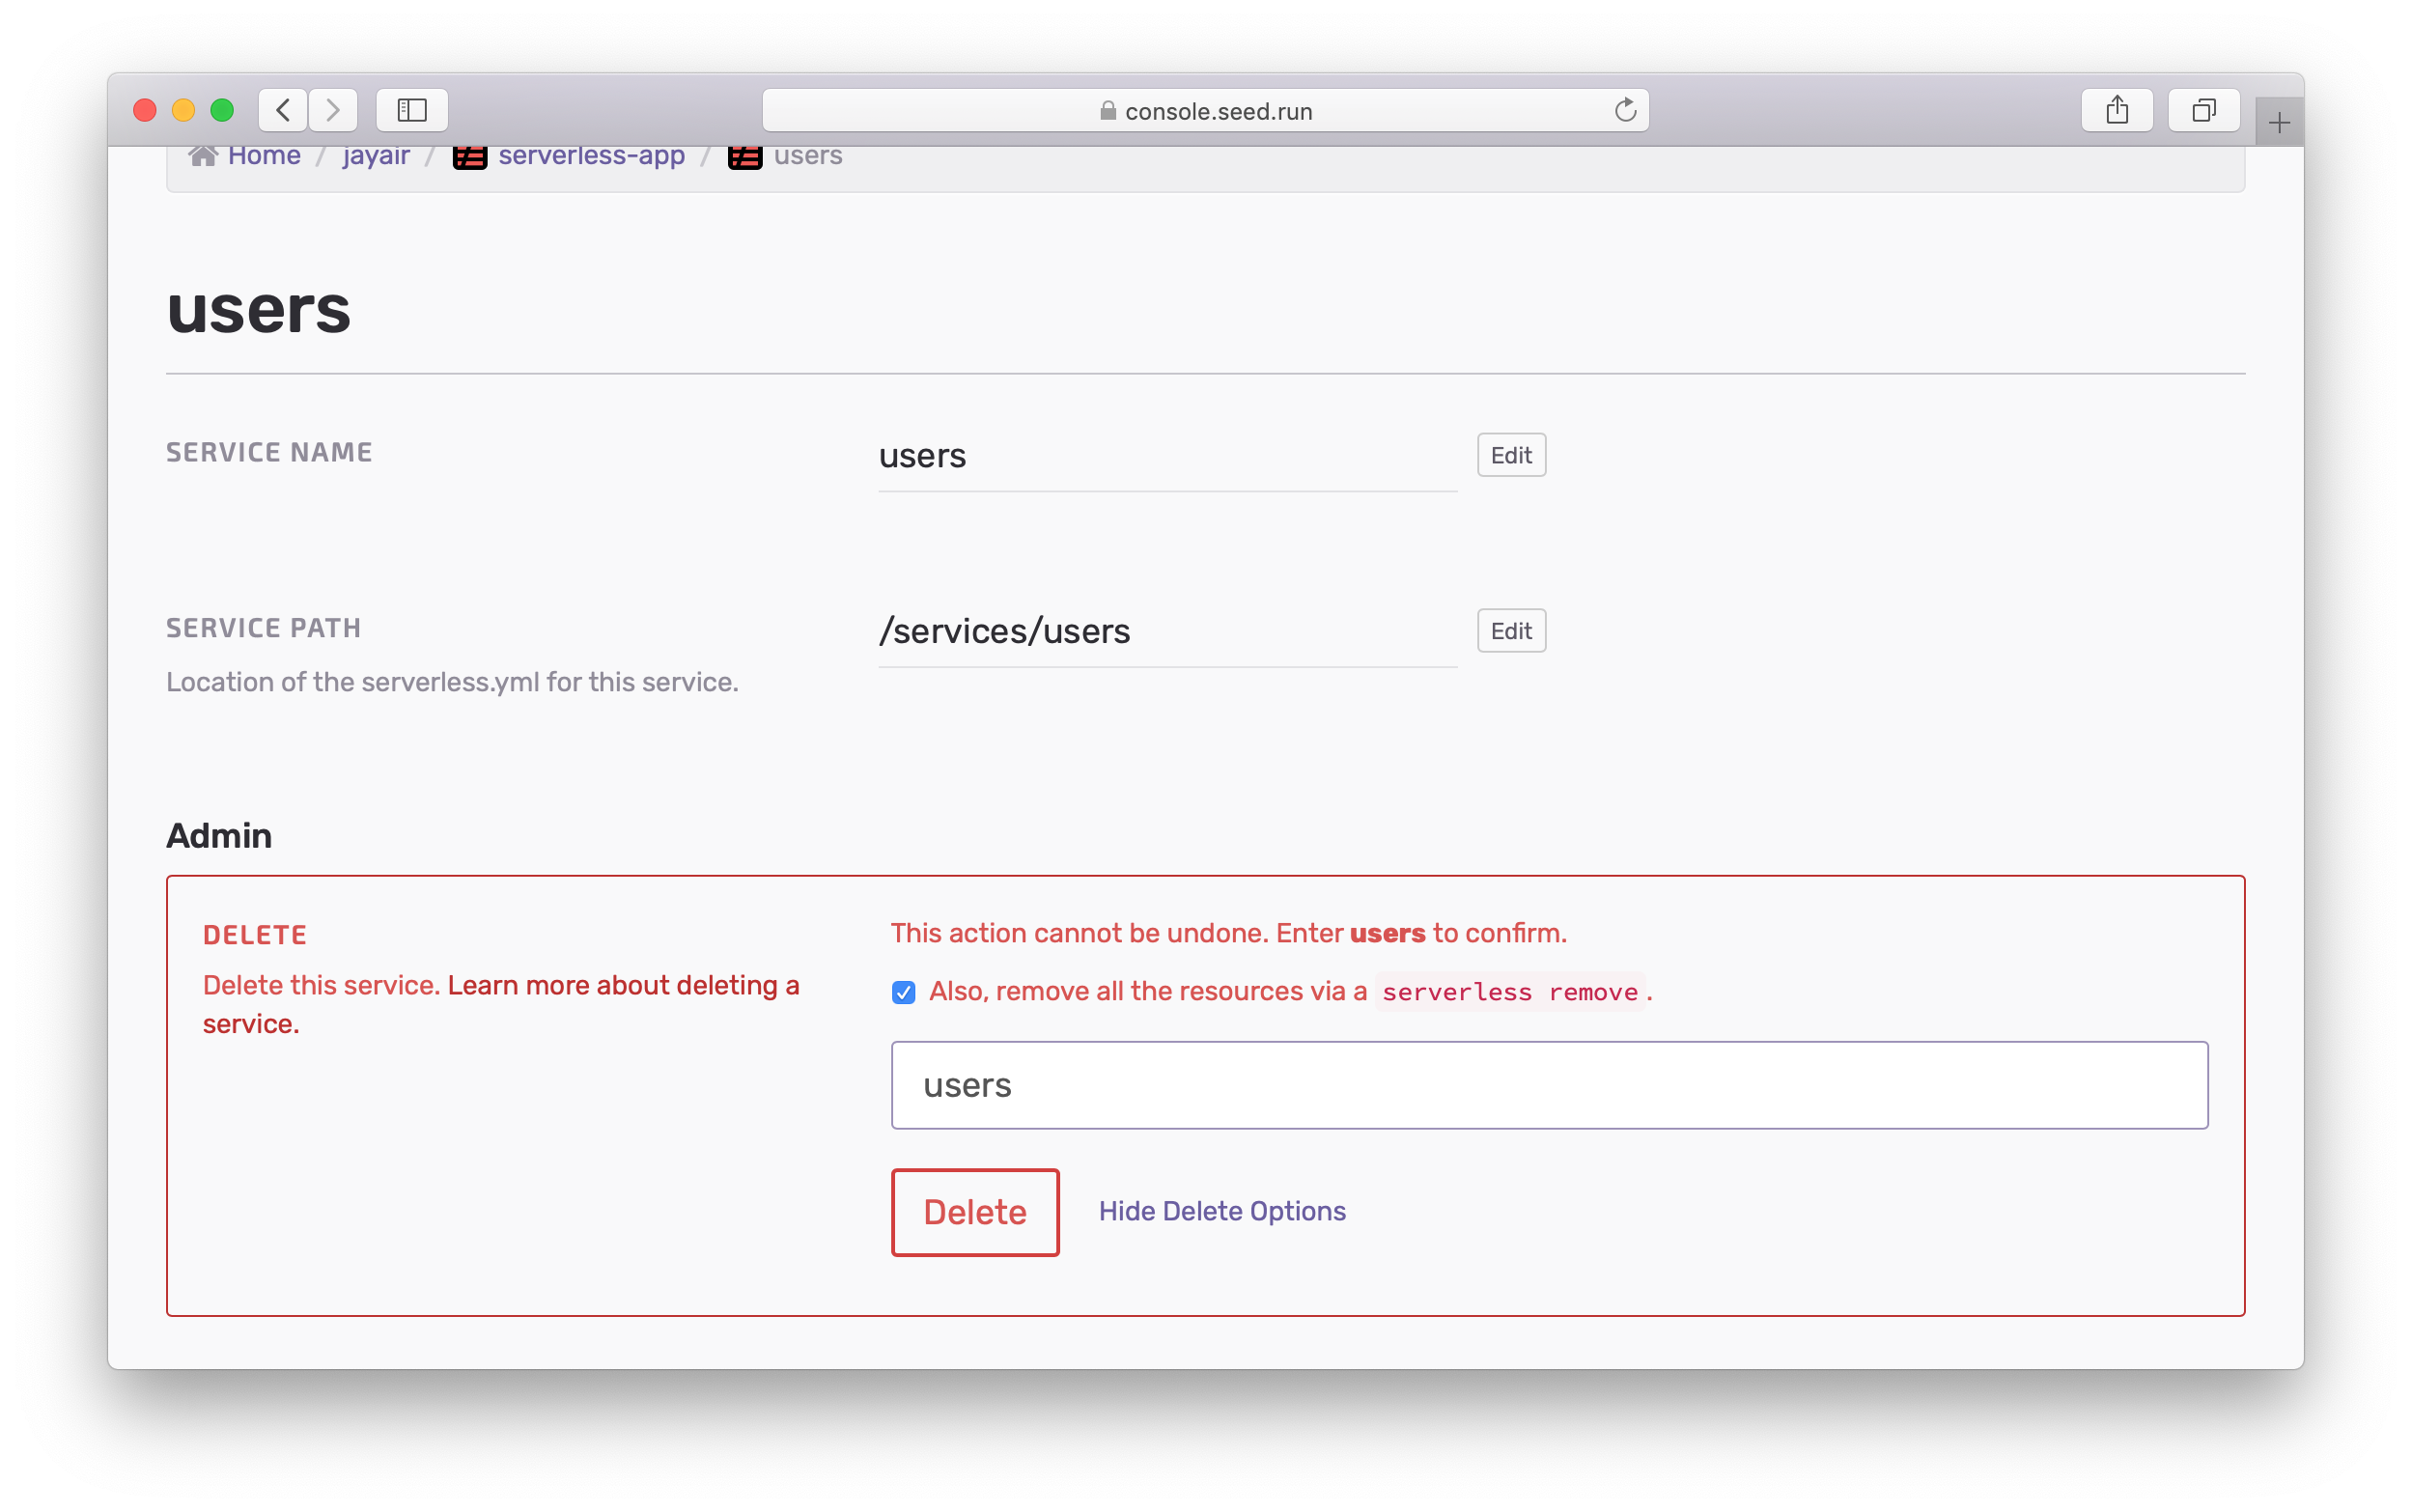 console.seed.run
Home / jayair / serverless-app / users
users
SERVICE NAME
users
Edit
SERVICE PATH
/services/users
Edit
Location of the serverless.yml for this service.
Admin
DELETE
Delete this service. Learn more about deleting a
service.
This action cannot be undone. Enter users to confirm.
Also, remove all the resources via a serverless remove.
users
Delete
Hide Delete Options